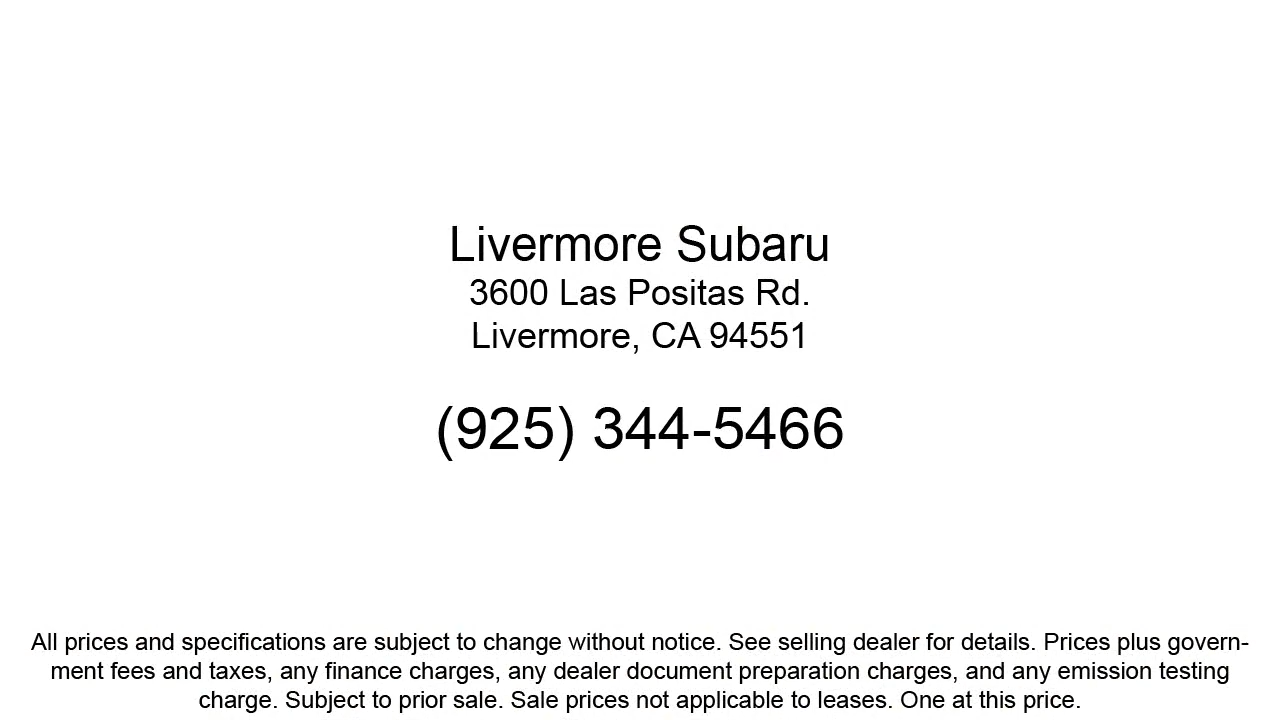 Livermore Subaru
3600 Las Positas Rd.
Livermore, CA 94551
(925) 344-5466
All prices and specifications are subject to change without notice. See selling dealer for details. Prices plus govern-
ment fees and taxes, any finance charges, any dealer document preparation charges, and any emission testing
charge. Subject to prior sale. Sale prices not applicable to leases. One at this price.